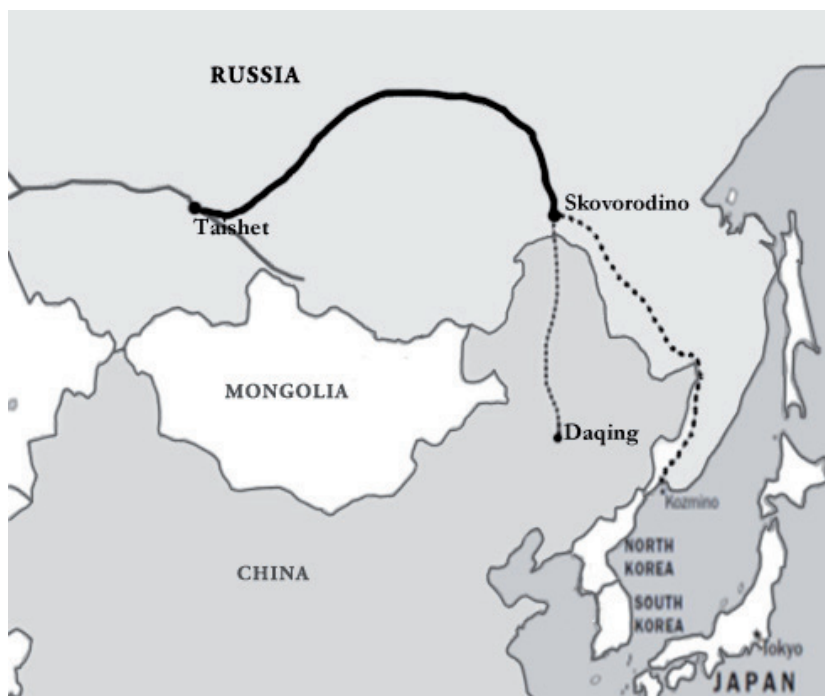 RUSSIA
Skovorodino
Taishet
MONGOLIA
Daqing
Kozmino
NORTH
KOREA
CHINA
SOUTH
KOREA
Tokyo
JAPAN